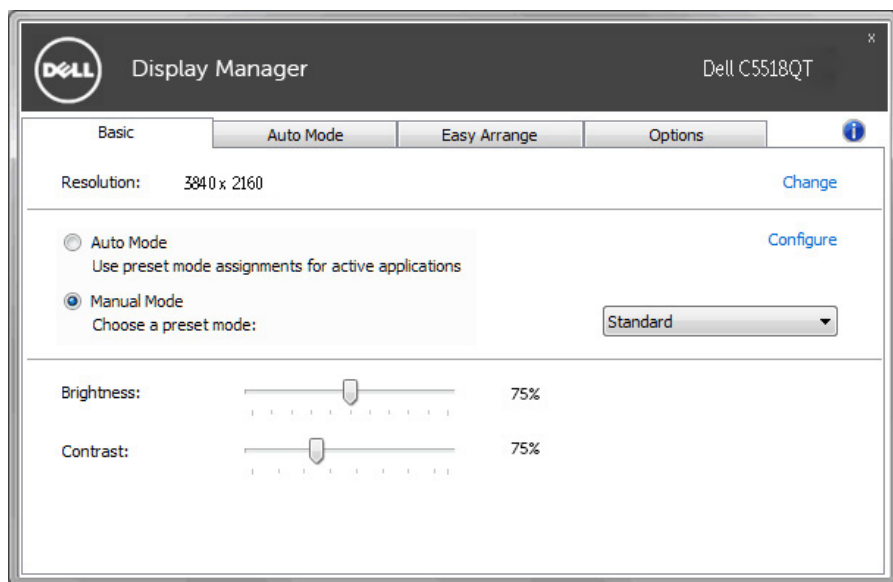 DELL Display Manager Dell C5518QT x
Basic Auto Mode Easy Arrange Options i
Resolution: 3840 x 2160 Change
Auto Mode Configure
Use preset mode assignments for active applications
Manual Mode
Choose a preset mode: Standard
Brightness: 75%
Contrast: 75%